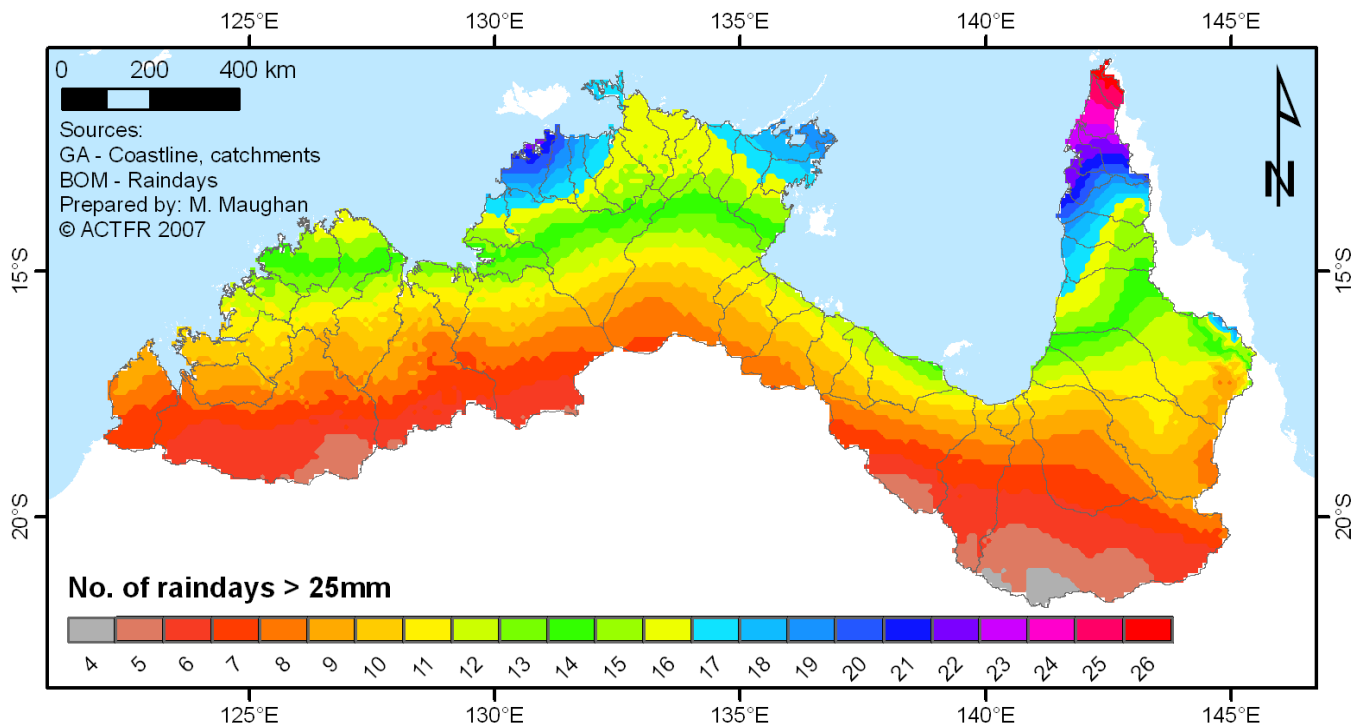 125°E 130°E 135°E 140°E 145°E
0 200 400 km
Sources:
GA - Coastline, catchments
BOM - Raindays
Prepared by: M. Maughan
© ACTFR 2007
N
15°S 15°S
20°S 20°S
No. of raindays > 25mm
4 5 6 7 8 9 10 11 12 13 14 15 16 17 18 19 20 21 22 23 24 25 26
125°E 130°E 135°E 140°E 145°E